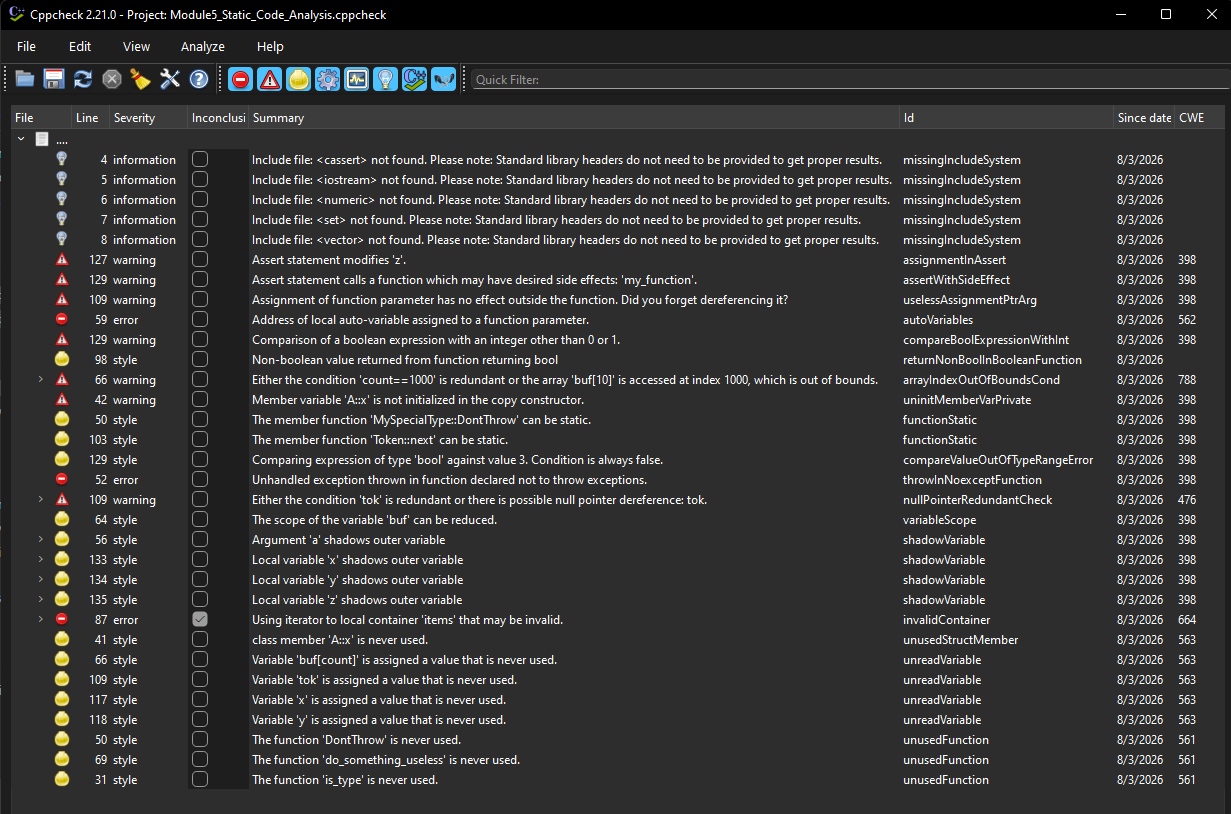 Cppcheck 2.21.0 - Project: Module5_Static_Code_Analysis.cppcheck
File Edit View Analyze Help
Quick Filter:
File Line Severity Inconclusi Summary Id Since date CWE
....
4 information Include file: <cassert> not found. Please note: Standard library headers do not need to be provided to get proper results. missingIncludeSystem 8/3/2026
5 information Include file: <iostream> not found. Please note: Standard library headers do not need to be provided to get proper results. missingIncludeSystem 8/3/2026
6 information Include file: <numeric> not found. Please note: Standard library headers do not need to be provided to get proper results. missingIncludeSystem 8/3/2026
7 information Include file: <set> not found. Please note: Standard library headers do not need to be provided to get proper results. missingIncludeSystem 8/3/2026
8 information Include file: <vector> not found. Please note: Standard library headers do not need to be provided to get proper results. missingIncludeSystem 8/3/2026
127 warning Assert statement modifies 'z'. assignmentInAssert 8/3/2026 398
129 warning Assert statement calls a function which may have desired side effects: 'my_function'. assertWithSideEffect 8/3/2026 398
109 warning Assignment of function parameter has no effect outside the function. Did you forget dereferencing it? uselessAssignmentPtrArg 8/3/2026 398
59 error Address of local auto-variable assigned to a function parameter. autoVariables 8/3/2026 562
129 warning Comparison of a boolean expression with an integer other than 0 or 1. compareBoolExpressionWithInt 8/3/2026 398
98 style Non-boolean value returned from function returning bool returnNonBoolInBooleanFunction 8/3/2026
66 warning Either the condition 'count==1000' is redundant or the array 'buf[10]' is accessed at index 1000, which is out of bounds. arrayIndexOutOfBoundsCond 8/3/2026 788
42 warning Member variable 'A::x' is not initialized in the copy constructor. uninitMemberVarPrivate 8/3/2026 398
50 style The member function 'MySpecialType::DontThrow' can be static. functionStatic 8/3/2026 398
103 style The member function 'Token::next' can be static. functionStatic 8/3/2026 398
129 style Comparing expression of type 'bool' against value 3. Condition is always false. compareValueOutOfTypeRangeError 8/3/2026 398
52 error Unhandled exception thrown in function declared not to throw exceptions. throwInNoexceptFunction 8/3/2026 398
109 warning Either the condition 'tok' is redundant or there is possible null pointer dereference: tok. nullPointerRedundantCheck 8/3/2026 476
64 style The scope of the variable 'buf' can be reduced. variableScope 8/3/2026 398
56 style Argument 'a' shadows outer variable shadowVariable 8/3/2026 398
133 style Local variable 'x' shadows outer variable shadowVariable 8/3/2026 398
134 style Local variable 'y' shadows outer variable shadowVariable 8/3/2026 398
135 style Local variable 'z' shadows outer variable shadowVariable 8/3/2026 398
87 error Using iterator to local container 'items' that may be invalid. invalidContainer 8/3/2026 664
41 style class member 'A::x' is never used. unusedStructMember 8/3/2026 563
66 style Variable 'buf[count]' is assigned a value that is never used. unreadVariable 8/3/2026 563
109 style Variable 'tok' is assigned a value that is never used. unreadVariable 8/3/2026 563
117 style Variable 'x' is assigned a value that is never used. unreadVariable 8/3/2026 563
118 style Variable 'y' is assigned a value that is never used. unreadVariable 8/3/2026 563
50 style The function 'DontThrow' is never used. unusedFunction 8/3/2026 561
69 style The function 'do_something_useless' is never used. unusedFunction 8/3/2026 561
31 style The function 'is_type' is never used. unusedFunction 8/3/2026 561